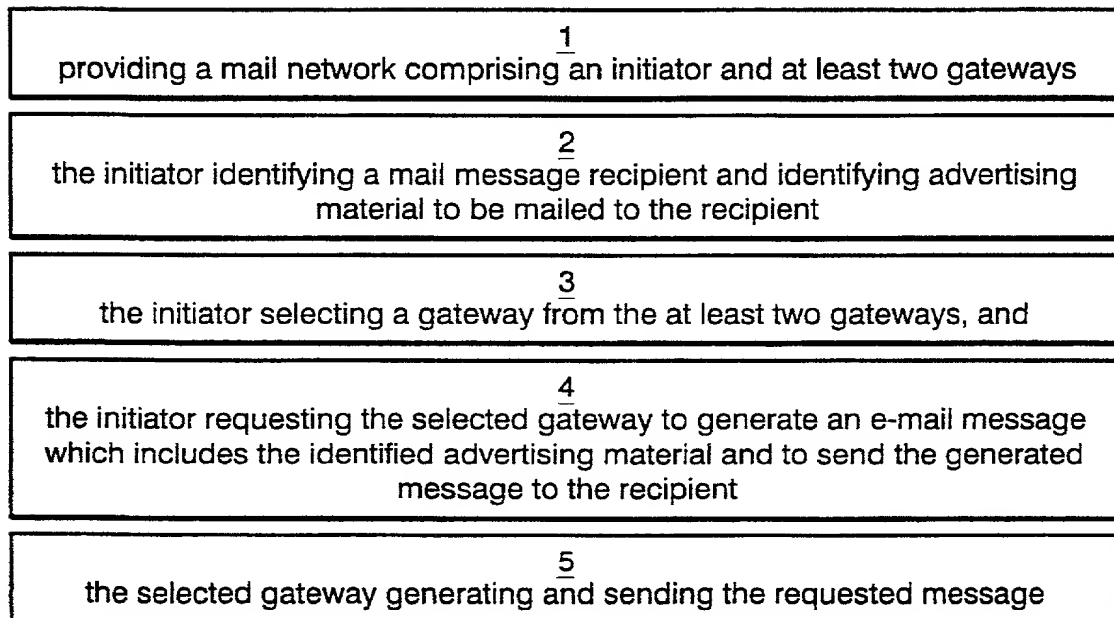 1
providing a mail network comprising an initiator and at least two gateways
2
the initiator identifying a mail message recipient and identifying advertising
material to be mailed to the recipient
3
the initiator selecting a gateway from the at least two gateways, and
4
the initiator requesting the selected gateway to generate an e-mail message
which includes the identified advertising material and to send the generated
message to the recipient
5
the selected gateway generating and sending the requested message